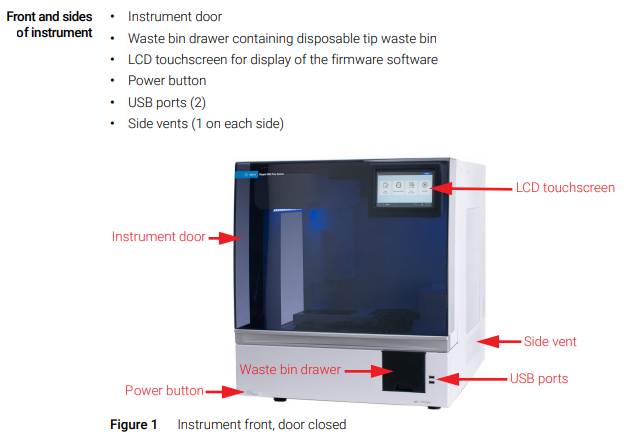 Front and sides of instrument
• Instrument door
• Waste bin drawer containing disposable tip waste bin
• LCD touchscreen for display of the firmware software
• Power button
• USB ports (2)
• Side vents (1 on each side)
LCD touchscreen
Instrument door
Side vent
Waste bin drawer
USB ports
Power button
Figure 1 Instrument front, door closed